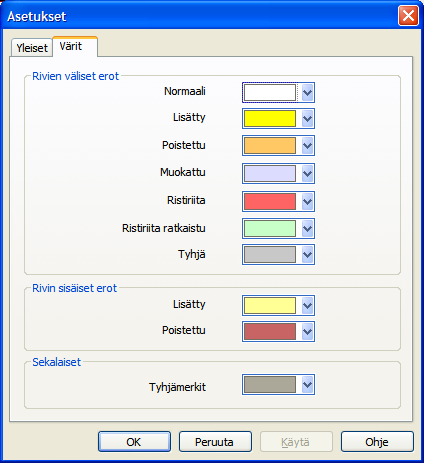 Asetukset
Yleiset Värit
Rivien väliset erot
Normaali
Lisätty
Poistettu
Muokattu
Ristiriita
Ristiriita ratkaistu
Tyhjä
Rivin sisäiset erot
Lisätty
Poistettu
Sekalaiset
Tyhjämerkit
OK Peruuta Käytä Ohje